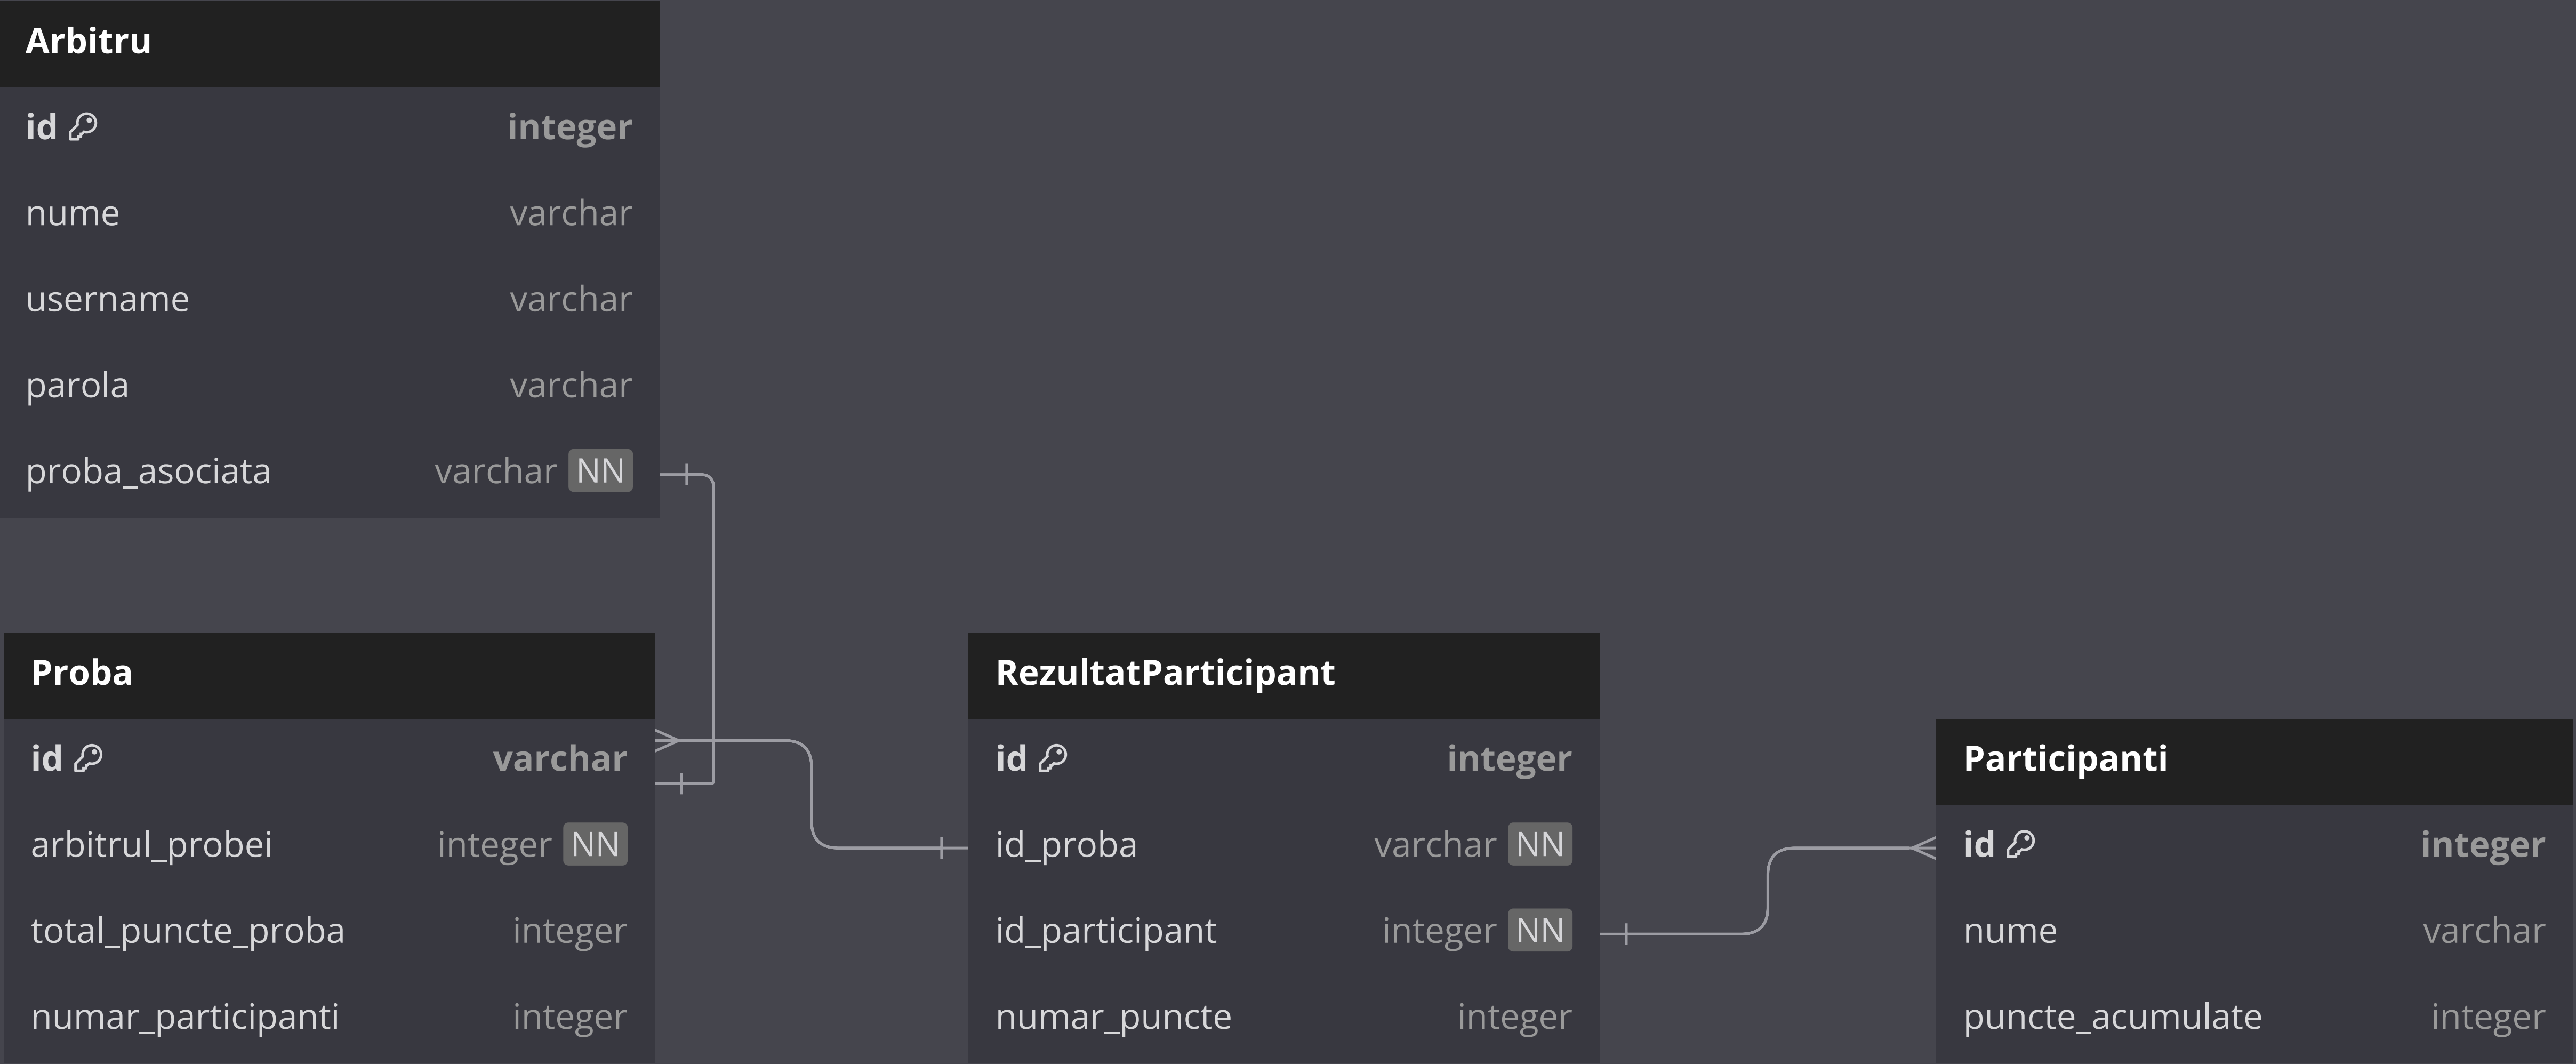 Arbitru
id integer
nume varchar
username varchar
parola varchar
proba_asociata varchar NN
Proba
id varchar
arbitrul_probei integer NN
total_puncte_proba integer
numar_participanti integer
RezultatParticipant
id integer
id_proba varchar NN
id_participant integer NN
numar_puncte integer
Participanti
id integer
nume varchar
puncte_acumulate integer